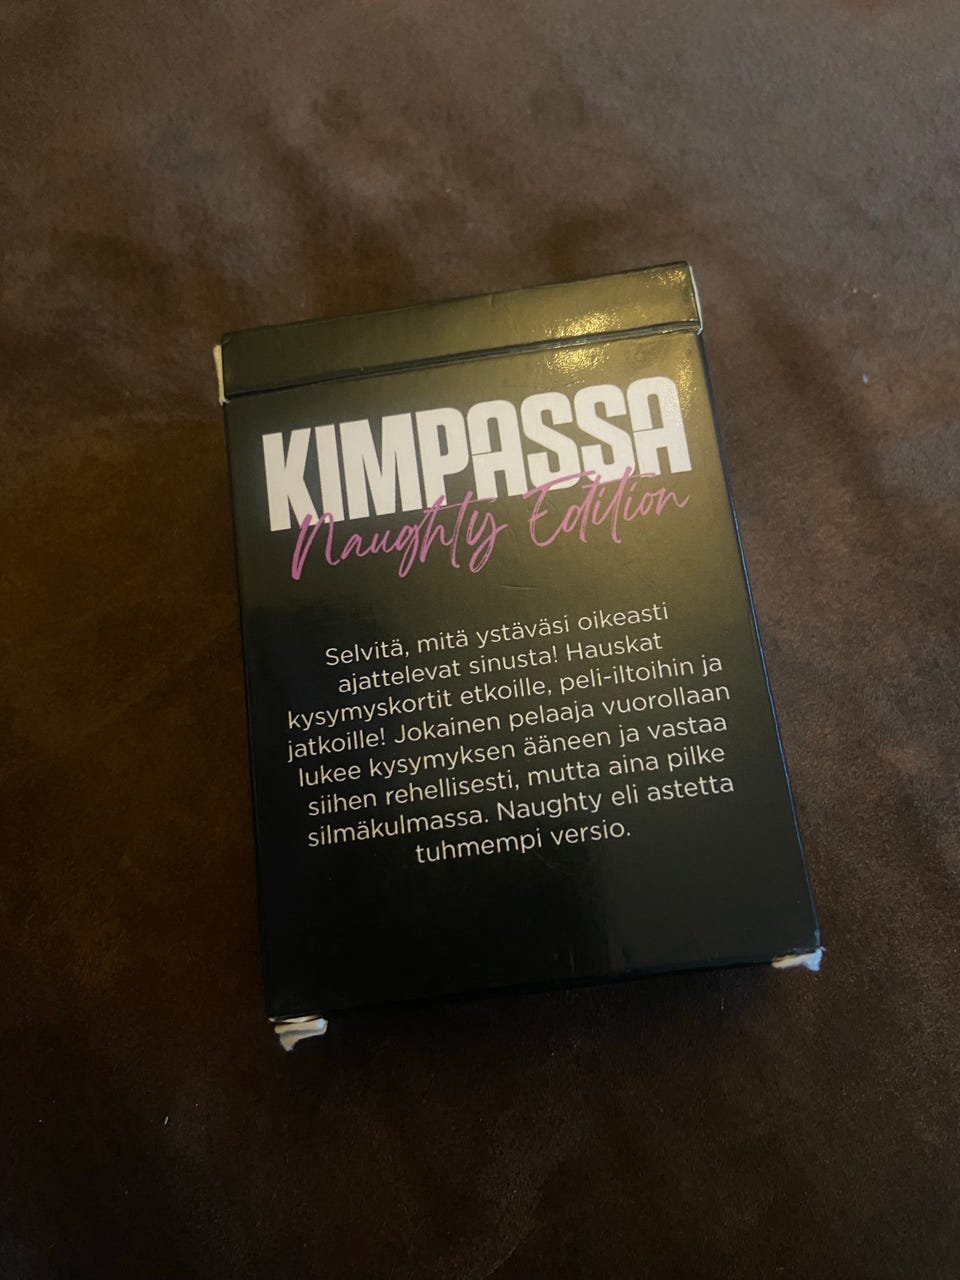 KIMPASSA
Naughty Edition
Selvitä, mitä ystäväsi oikeasti
ajattelevat sinusta! Hauskat
kysymyskortit etkoille, peli-iltoihin ja
jatkoille! Jokainen pelaaja vuorollaan
lukee kysymyksen ääneen ja vastaa
siihen rehellisesti, mutta aina pilke
silmäkulmassa. Naughty eli astetta
tuhmempi versio.